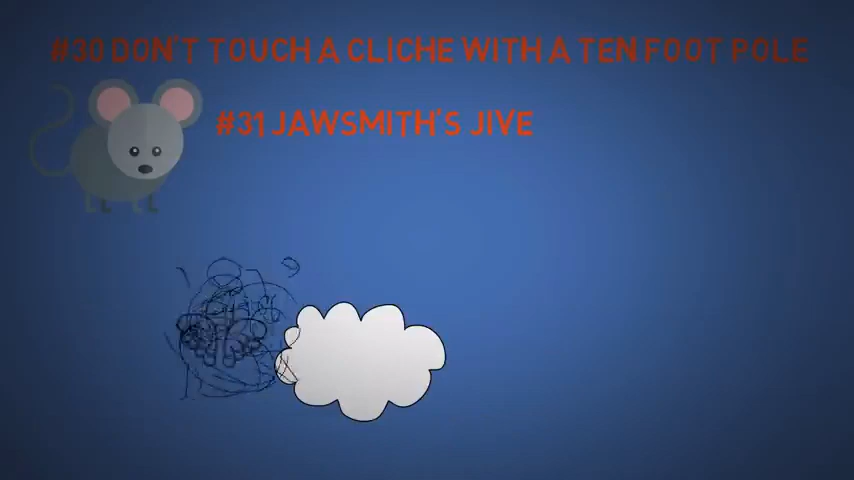 #30 DON'T TOUCH A CLICHE WITH A TEN FOOT POLE
#31 JAWSMITH'S JIVE